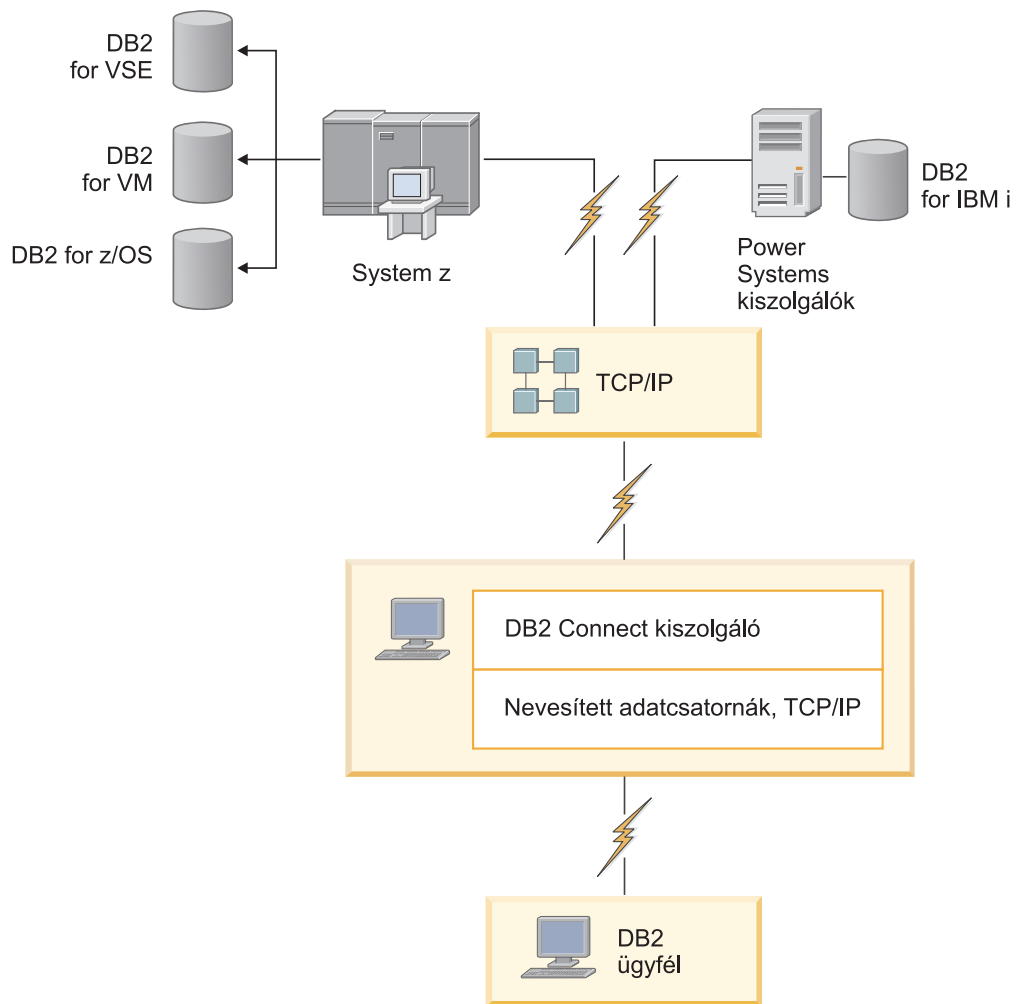 DB2
for VSE
DB2
for VM
DB2 for z/OS
System z
DB2
for IBM i
Power
Systems
kiszolgálók
TCP/IP
DB2 Connect kiszolgáló
Nevesített adatcsatornák, TCP/IP
DB2
ügyfél